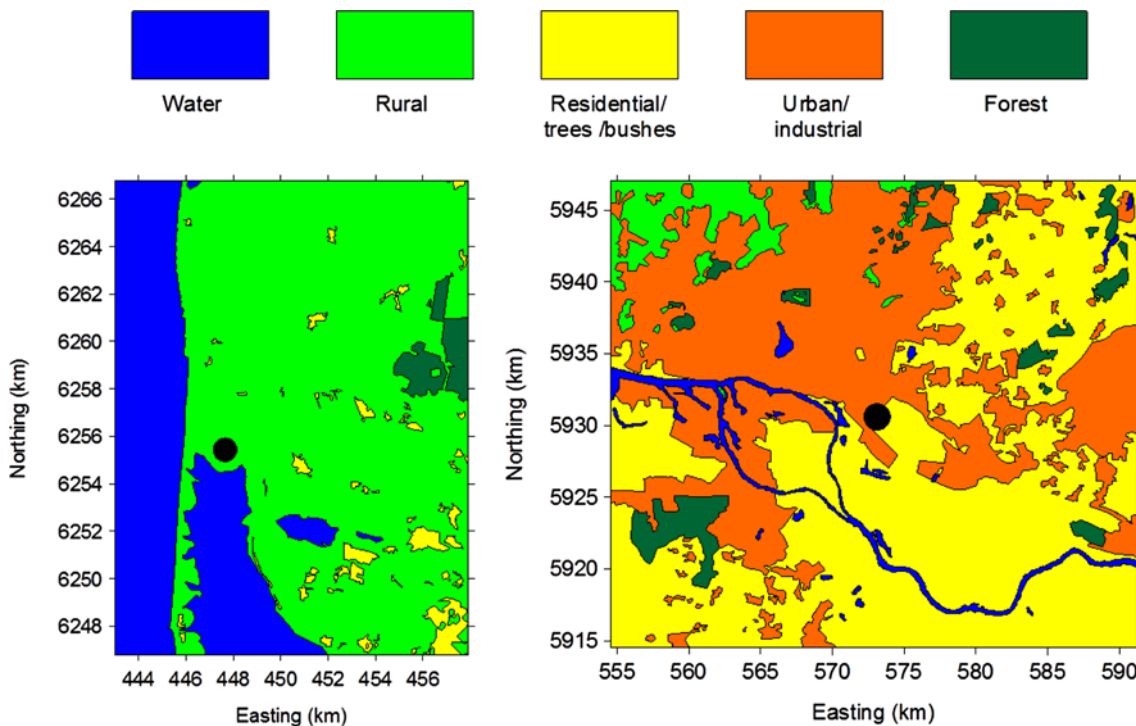 Water
Rural
Residential/
trees /bushes
Urban/
industrial
Forest
6266
6264
6262
6260
6258
6256
6254
6252
6250
6248
Northing (km)
444 446 448 450 452 454 456
Easting (km)
5945
5940
5935
5930
5925
5920
5915
Northing (km)
555 560 565 570 575 580 585 590
Easting (km)